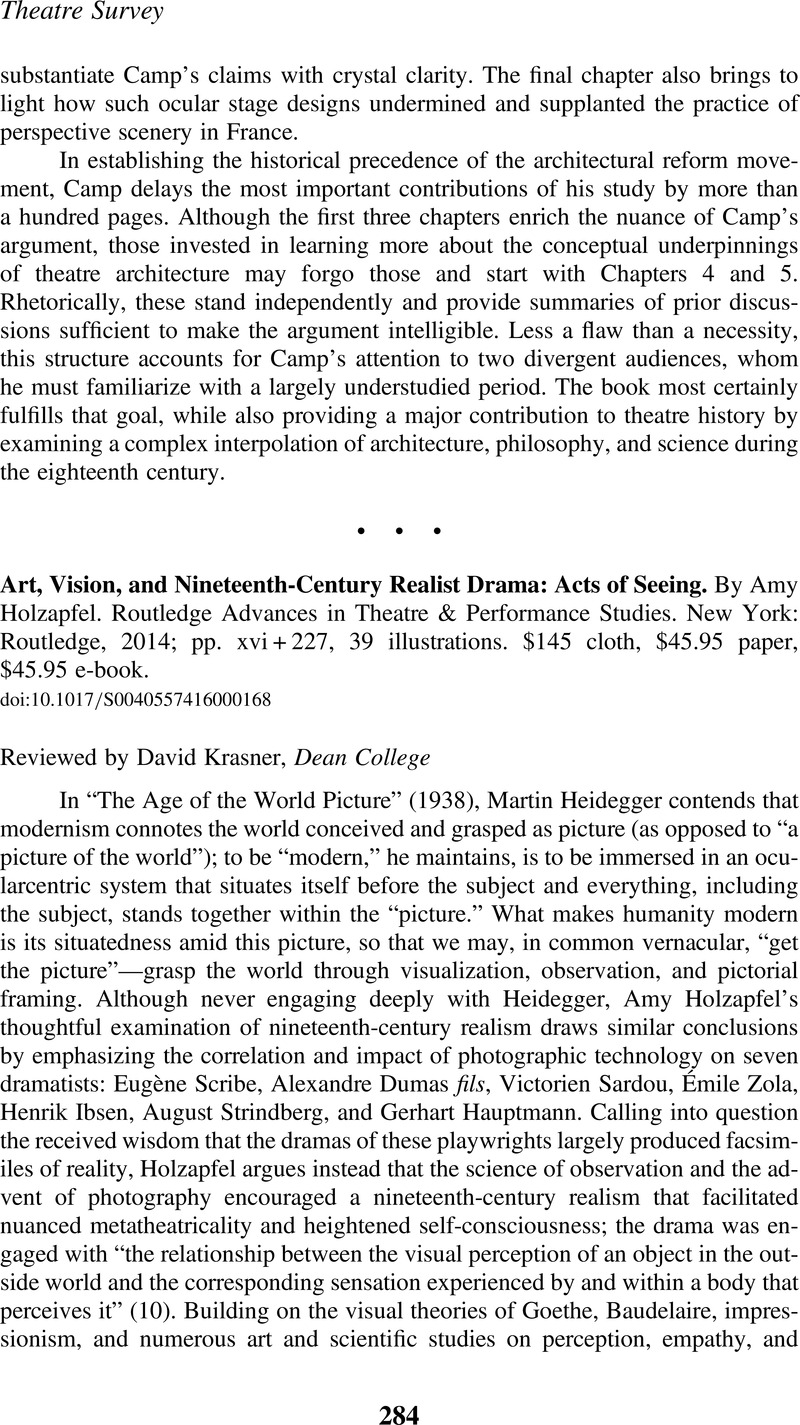 Theatre Survey
substantiate Camp’s claims with crystal clarity. The final chapter also brings to
light how such ocular stage designs undermined and supplanted the practice of
perspective scenery in France.
In establishing the historical precedence of the architectural reform move-
ment, Camp delays the most important contributions of his study by more than
a hundred pages. Although the first three chapters enrich the nuance of Camp’s
argument, those invested in learning more about the conceptual underpinnings
of theatre architecture may forgo those and start with Chapters 4 and 5.
Rhetorically, these stand independently and provide summaries of prior discus-
sions sufficient to make the argument intelligible. Less a flaw than a necessity,
this structure accounts for Camp’s attention to two divergent audiences, whom
he must familiarize with a largely understudied period. The book most certainly
fulfills that goal, while also providing a major contribution to theatre history by
examining a complex interpolation of architecture, philosophy, and science during
the eighteenth century.
• • •
Art, Vision, and Nineteenth-Century Realist Drama: Acts of Seeing. By Amy
Holzapfel. Routledge Advances in Theatre & Performance Studies. New York:
Routledge, 2014; pp. xvi + 227, 39 illustrations. $145 cloth, $45.95 paper,
$45.95 e-book.
doi:10.1017/S0040557416000168
Reviewed by David Krasner, Dean College
In “The Age of the World Picture” (1938), Martin Heidegger contends that
modernism connotes the world conceived and grasped as picture (as opposed to “a
picture of the world”); to be “modern,” he maintains, is to be immersed in an ocu-
larcentric system that situates itself before the subject and everything, including
the subject, stands together within the “picture.” What makes humanity modern
is its situatedness amid this picture, so that we may, in common vernacular, “get
the picture”—grasp the world through visualization, observation, and pictorial
framing. Although never engaging deeply with Heidegger, Amy Holzapfel’s
thoughtful examination of nineteenth-century realism draws similar conclusions
by emphasizing the correlation and impact of photographic technology on seven
dramatists: Eugène Scribe, Alexandre Dumas fils, Victorien Sardou, Émile Zola,
Henrik Ibsen, August Strindberg, and Gerhart Hauptmann. Calling into question
the received wisdom that the dramas of these playwrights largely produced facsim-
iles of reality, Holzapfel argues instead that the science of observation and the ad-
vent of photography encouraged a nineteenth-century realism that facilitated
nuanced metatheatricality and heightened self-consciousness; the drama was en-
gaged with “the relationship between the visual perception of an object in the out-
side world and the corresponding sensation experienced by and within a body that
perceives it” (10). Building on the visual theories of Goethe, Baudelaire, impres-
sionism, and numerous art and scientific studies on perception, empathy, and
284